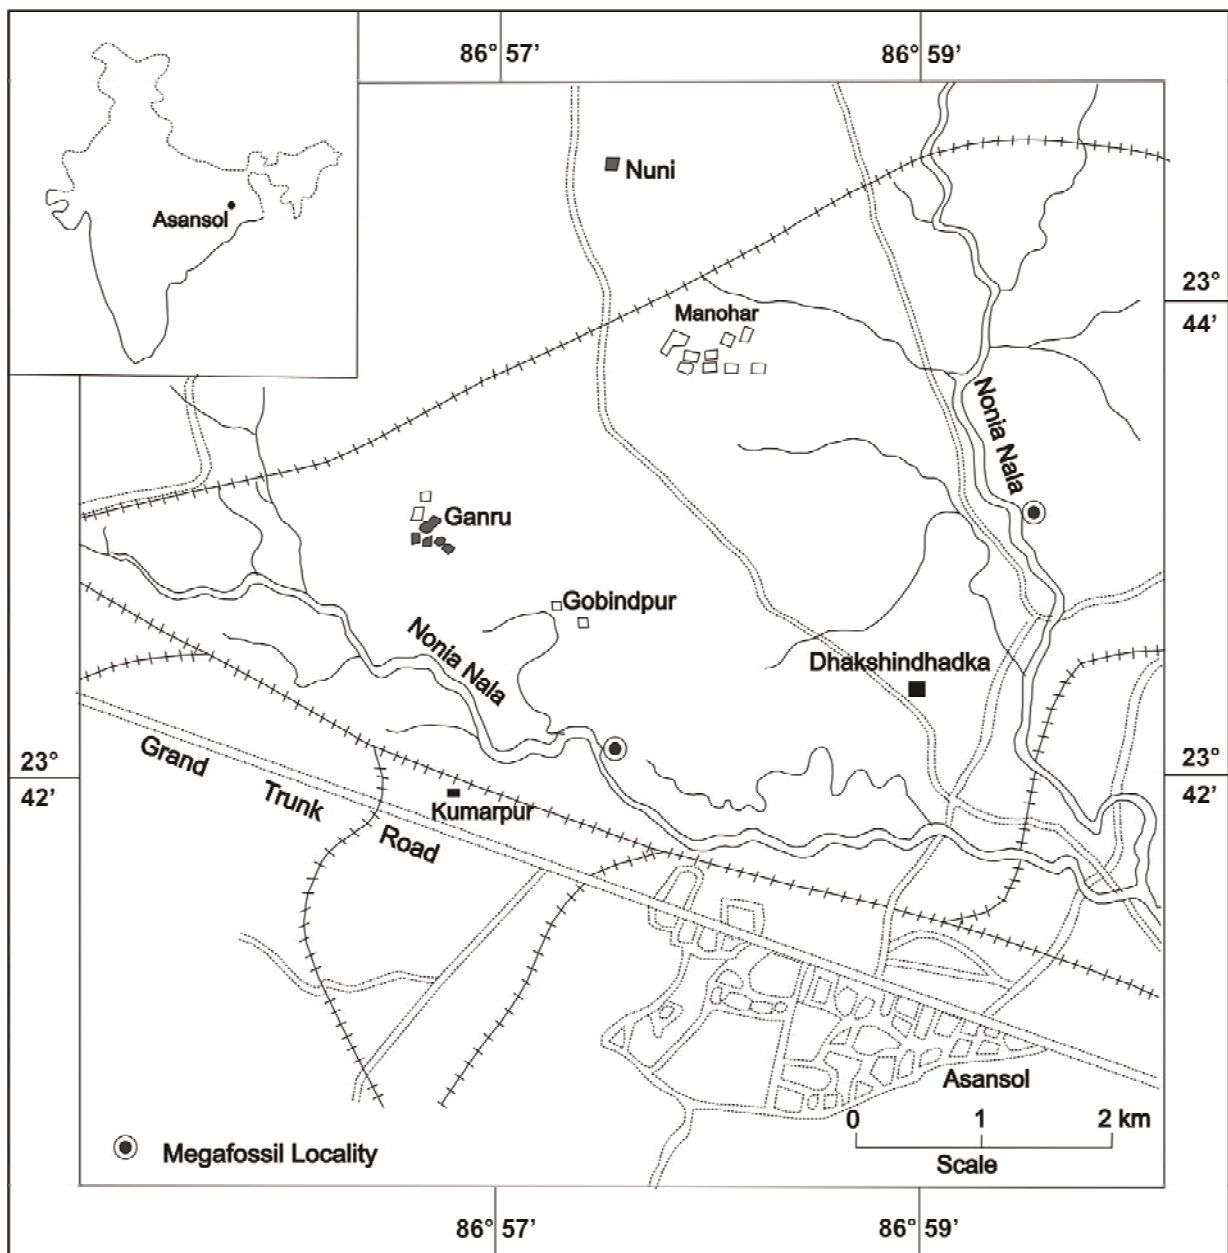 86° 57’
86° 59’
Asansol
Nuni
23°
44’
Manohar
Nonia Nala
Ganru
Gobindpur
Nonia Nala
Dhakshindhadka
23°
42’
23°
42’
Grand Trunk Road
Kumarpur
Asansol
0 1 2 km
Scale
Megafossil Locality
86° 57’
86° 59’